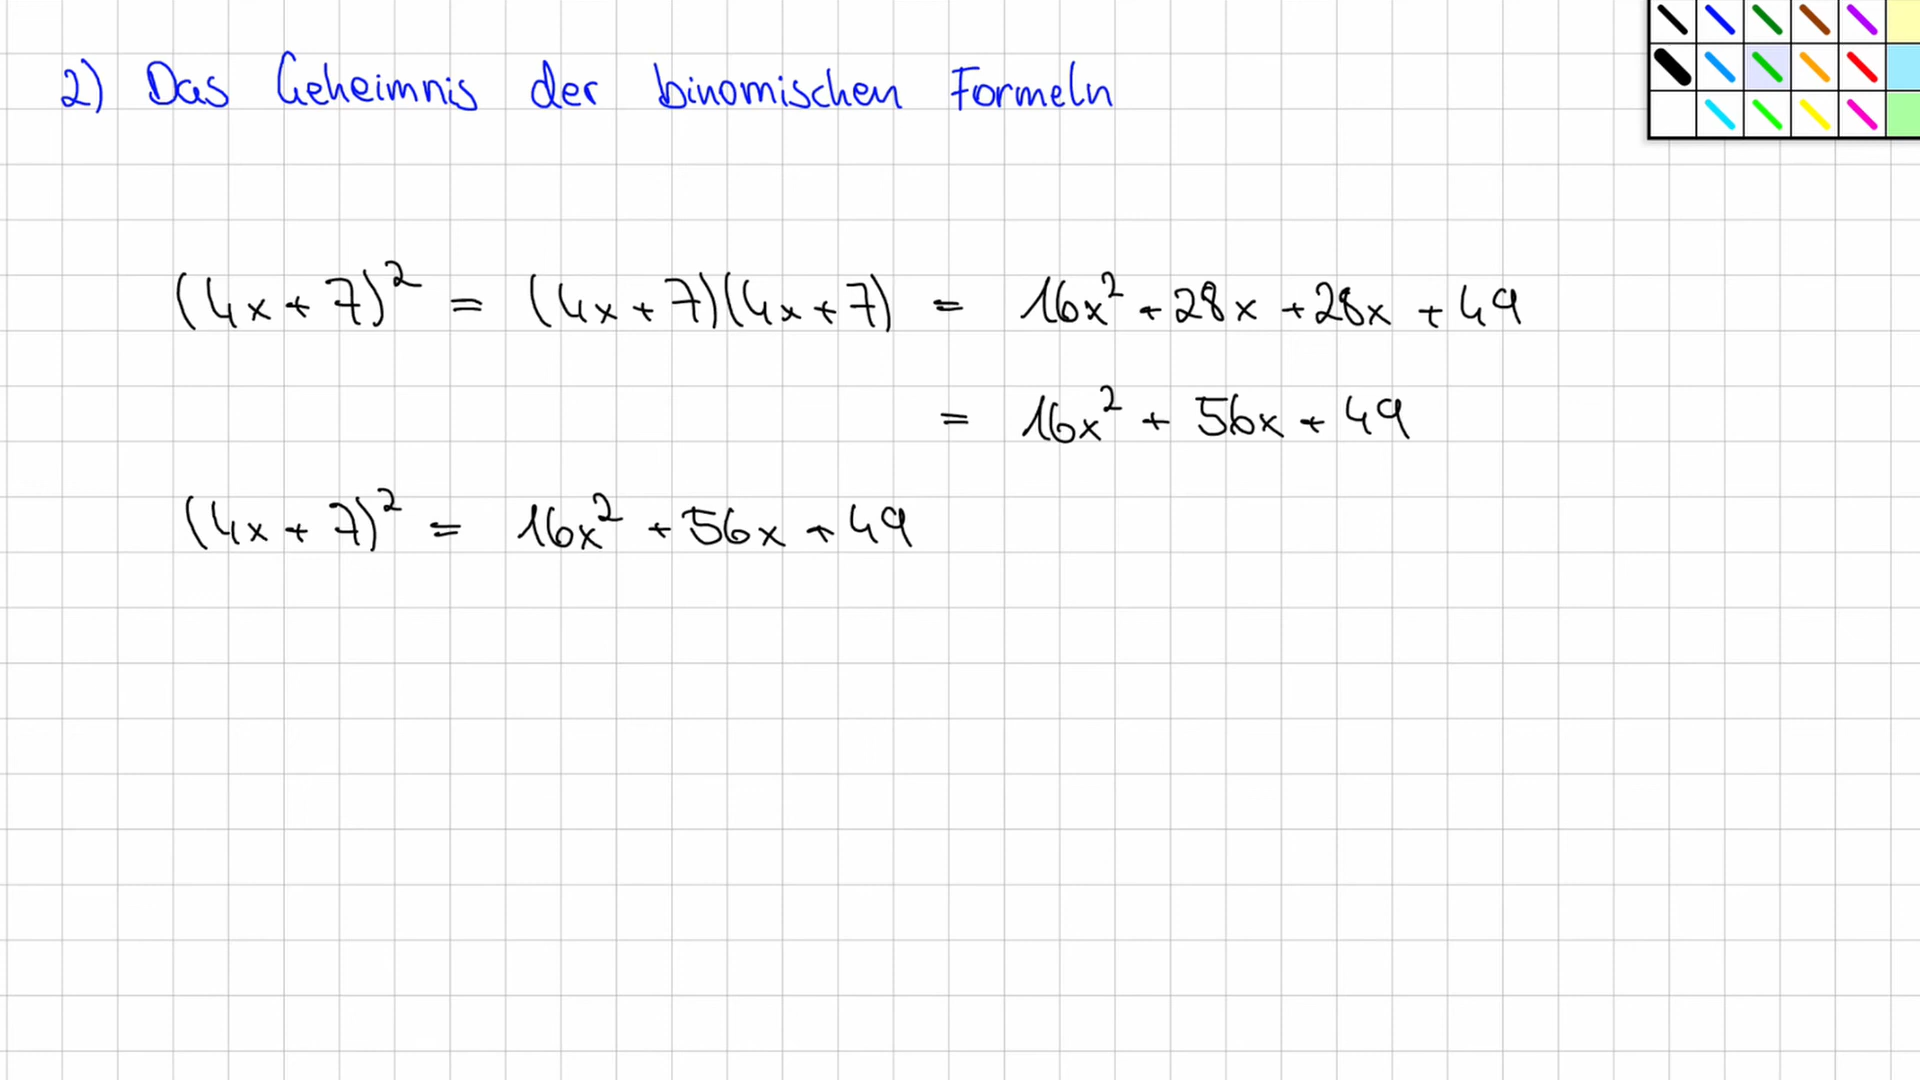 2) Das Geheimnis der binomischen Formeln
(4x + 7)² = (4x + 7)(4x + 7) = 16x² + 28x + 28x + 49
= 16x² + 56x + 49
(4x + 7)² = 16x² + 56x + 49